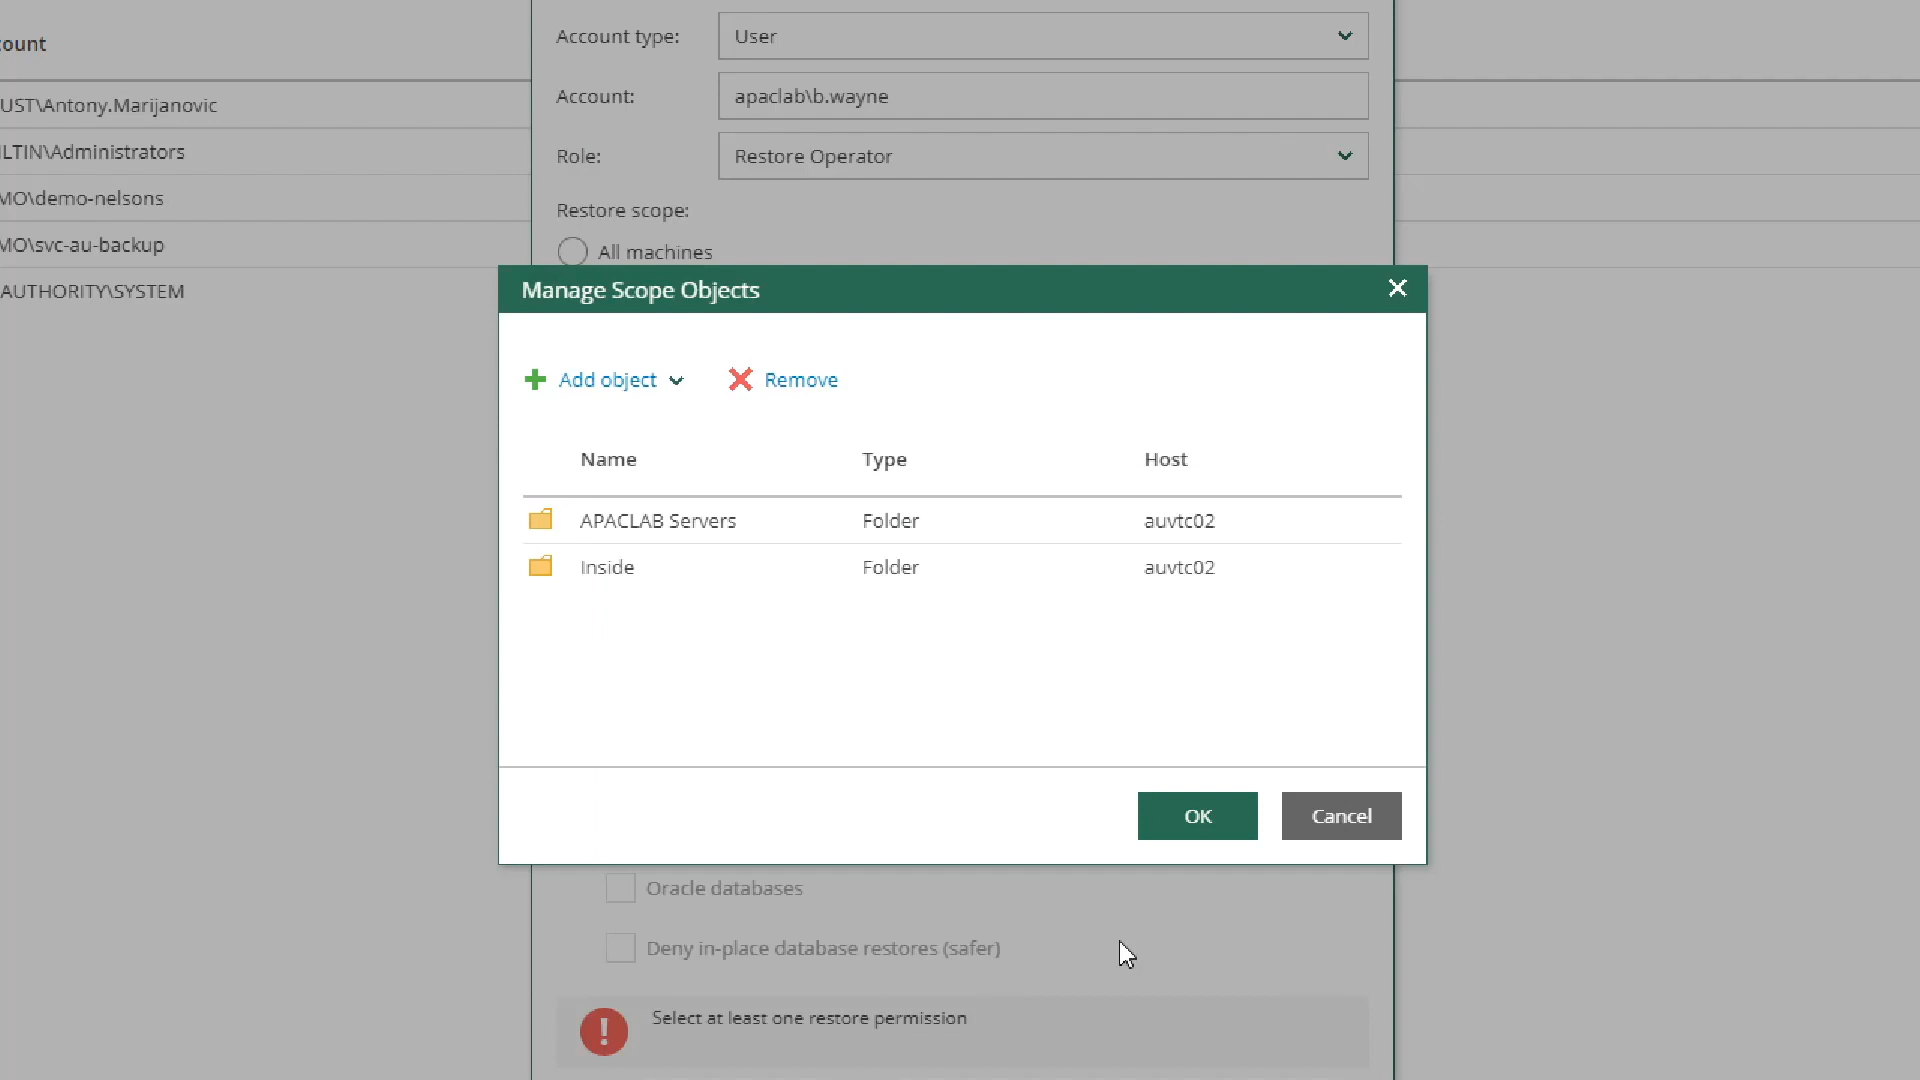 ount
UST\Antony.Marijanovic
ILTIN\Administrators
MO\demo-nelsons
MO\svc-au-backup
AUTHORITY\SYSTEM
Account type: User
Account: apaclab\b.wayne
Role: Restore Operator
Restore scope:
All machines
Manage Scope Objects
Add object Remove
Name Type Host
APACLAB Servers Folder auvtc02
Inside Folder auvtc02
OK Cancel
Oracle databases
Deny in-place database restores (safer)
! Select at least one restore permission